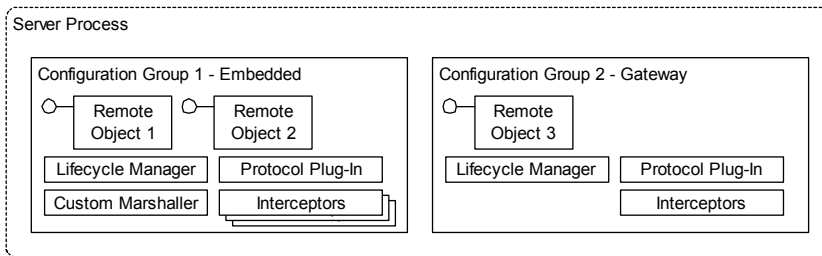 Server Process
Configuration Group 1 - Embedded
Remote
Object 1
Remote
Object 2
Lifecycle Manager
Protocol Plug-In
Custom Marshaller
Interceptors
Configuration Group 2 - Gateway
Remote
Object 3
Lifecycle Manager
Protocol Plug-In
Interceptors